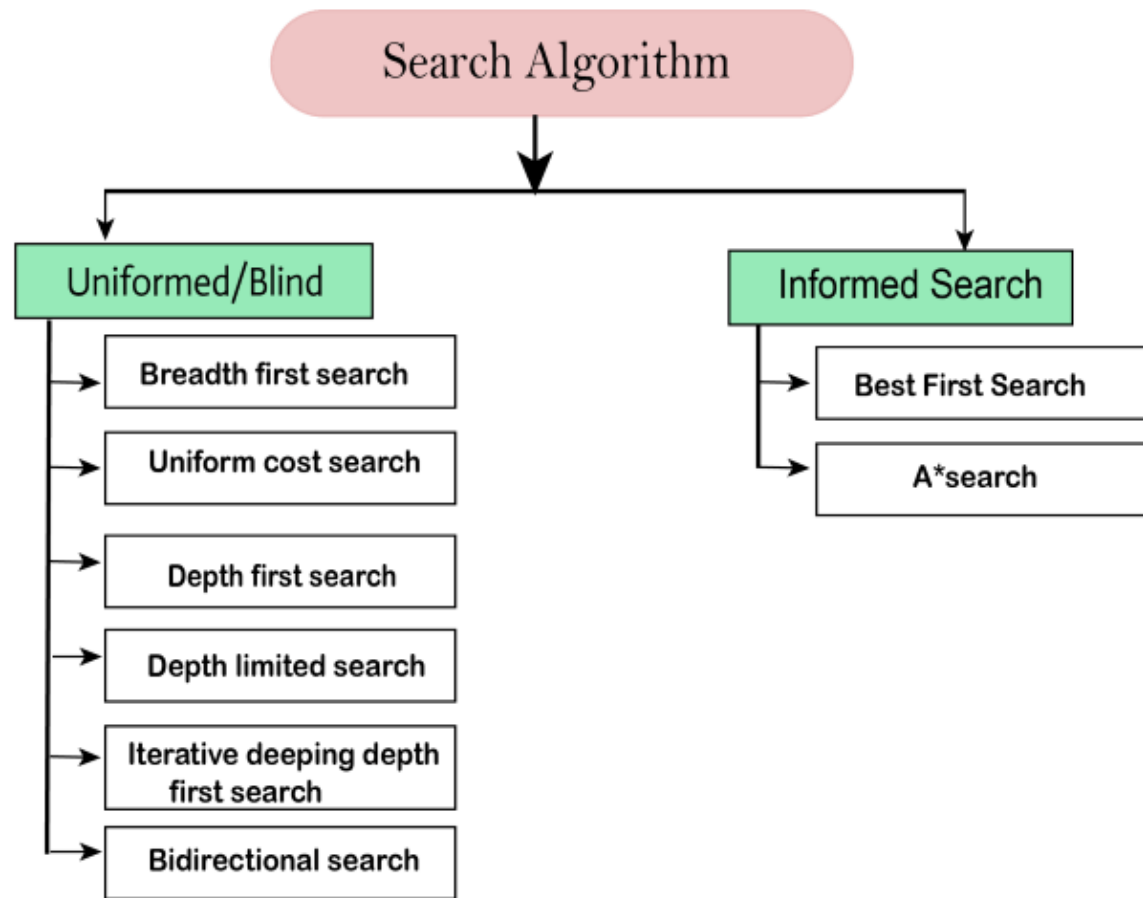 Search Algorithm
Uniformed/Blind
Breadth first search
Uniform cost search
Depth first search
Depth limited search
Iterative deeping depth
first search
Bidirectional search
Informed Search
Best First Search
A*search